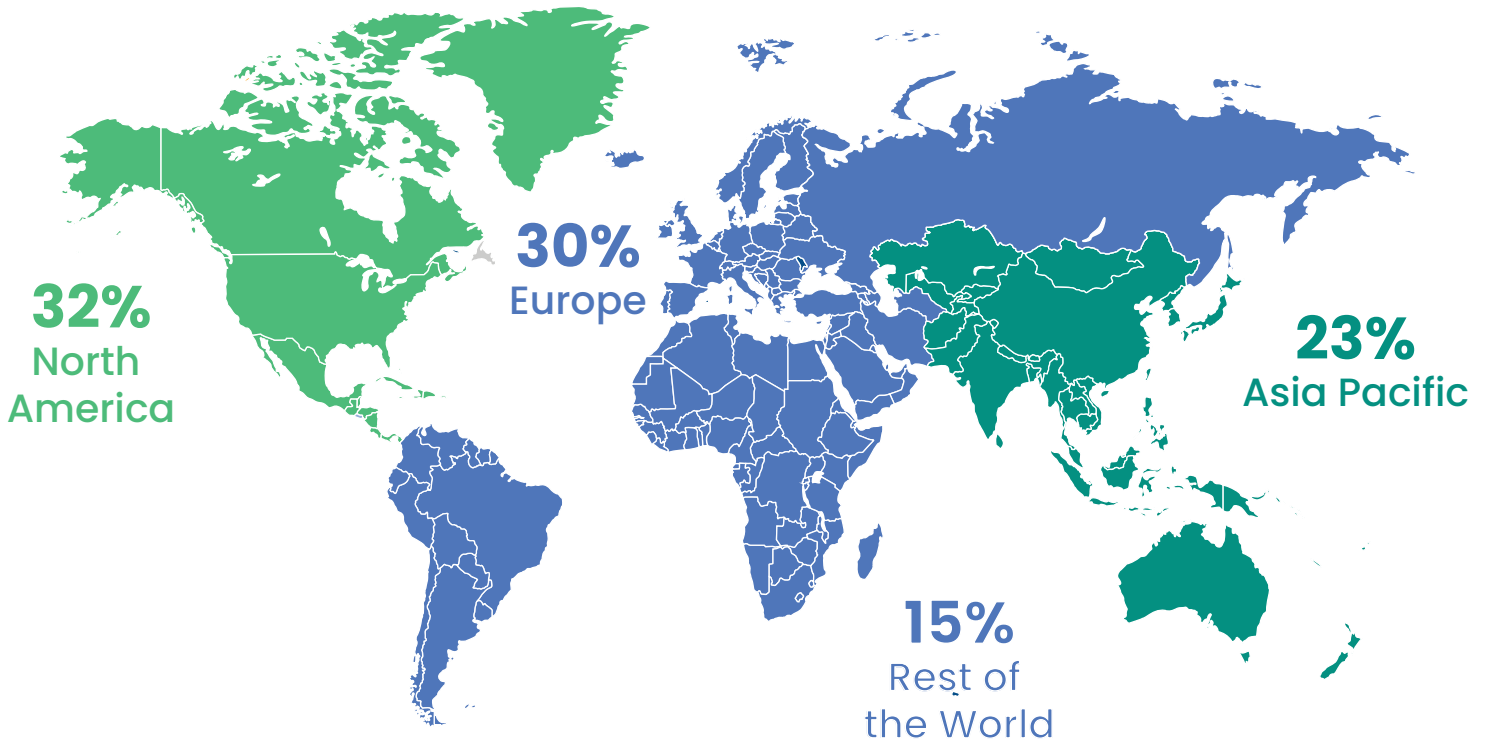 30%
Europe
32%
North
America
23%
Asia Pacific
15%
Rest of
the World